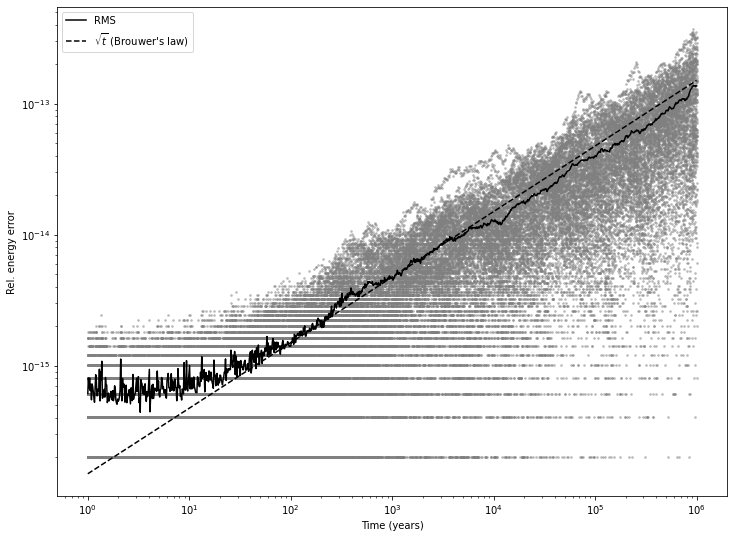 RMS
√t (Brouwer's law)
10⁻¹³
10⁻¹⁴
10⁻¹⁵
Rel. energy error
10⁰ 10¹ 10² 10³ 10⁴ 10⁵ 10⁶
Time (years)